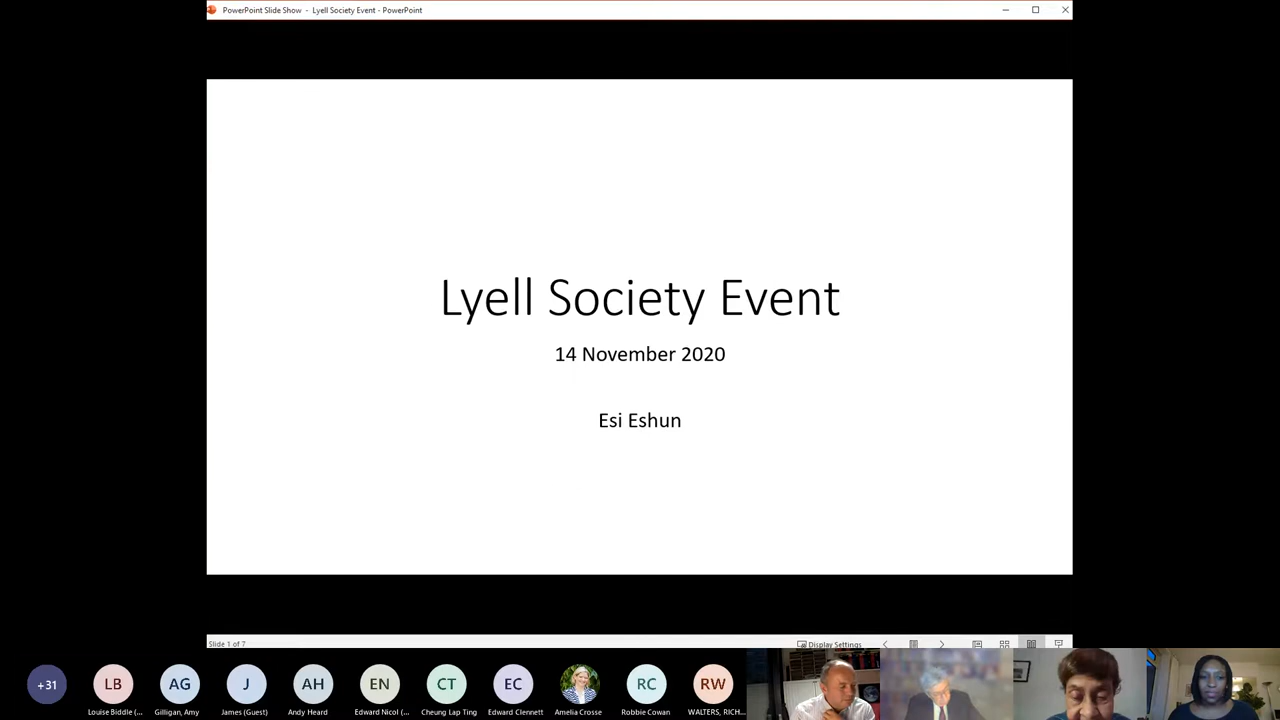 PowerPoint Slide Show - Lyell Society Event - PowerPoint
Lyell Society Event
14 November 2020
Esi Eshun
Slide 1 of 7
Display Settings
+31
LB
AG
J
AH
EN
CT
EC
RC
RW
Louise Biddle (...
Gilligan, Amy
James (Guest)
Andy Heard
Edward Nicol (...
Cheung Lap Ting
Edward Clennett
Amelia Crosse
Robbie Cowan
WALTERS, RICH...